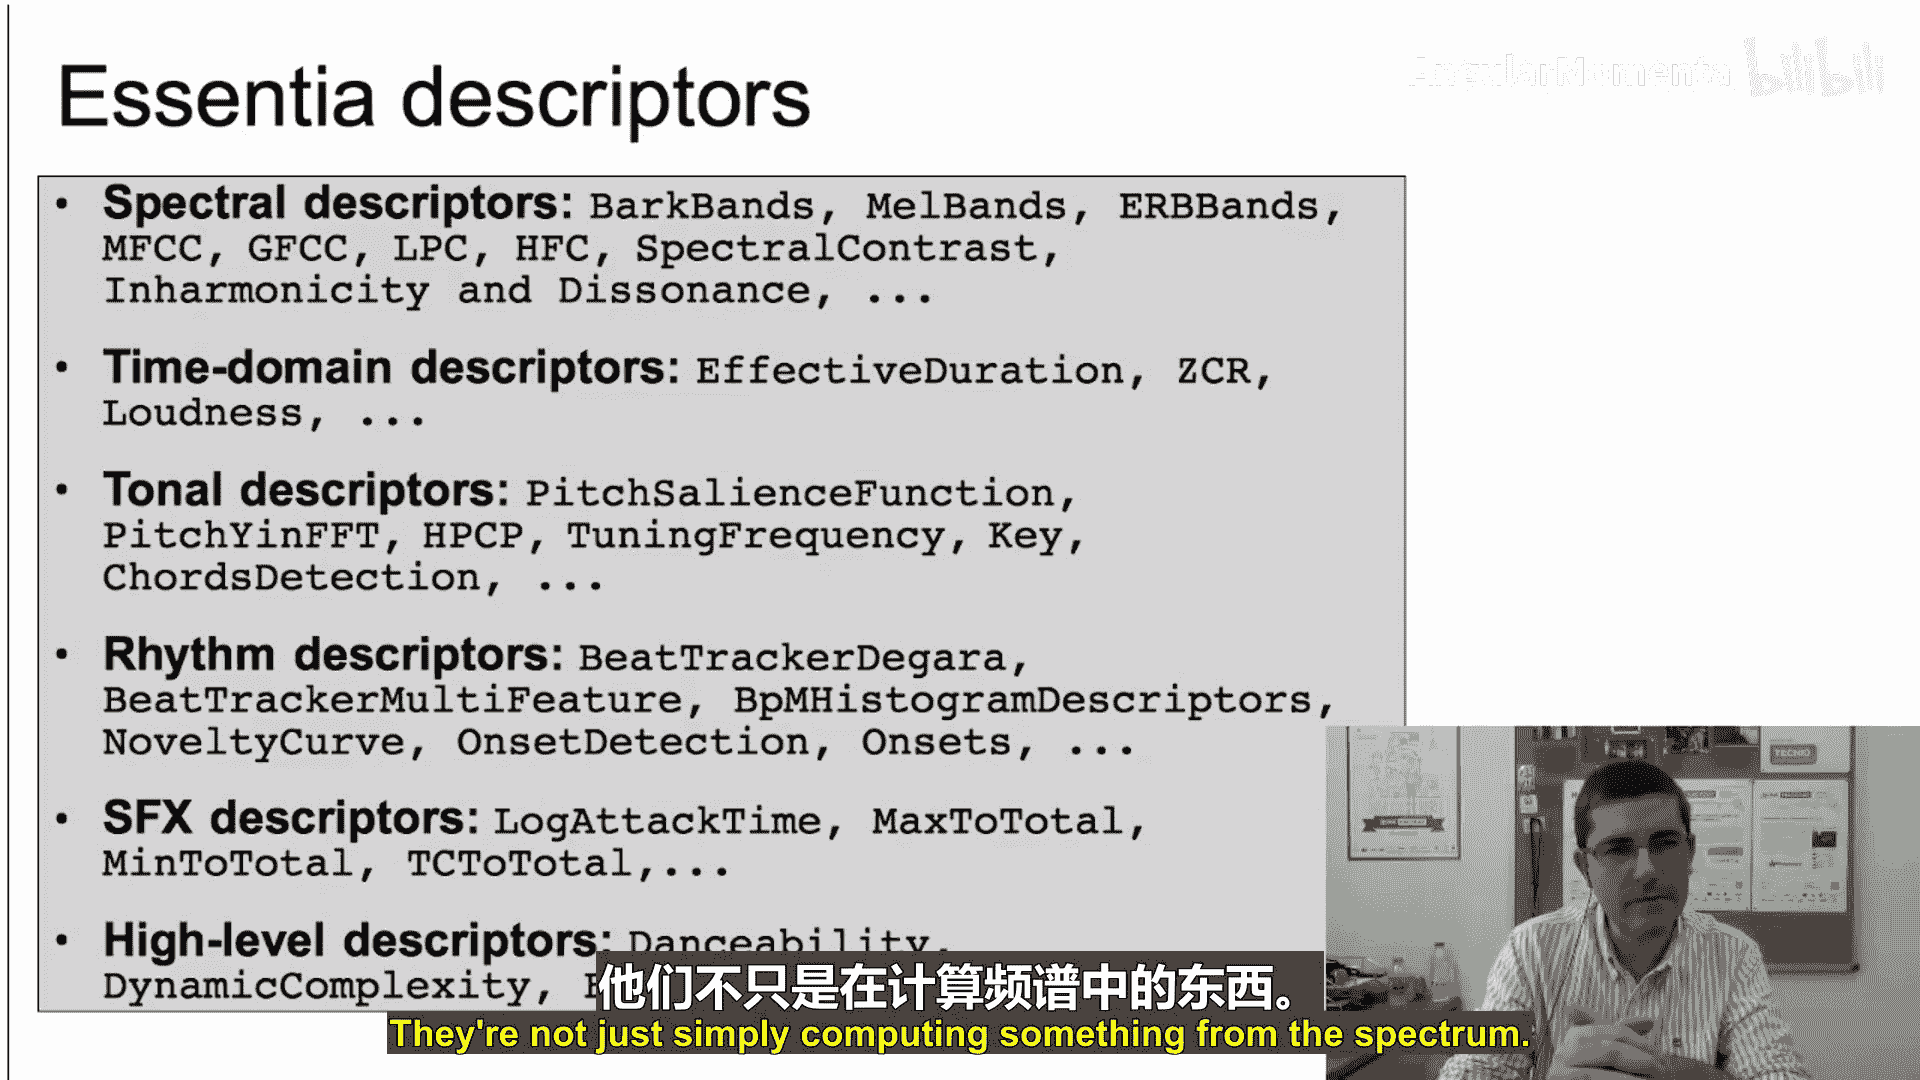 Essentia descriptors
AngularMomenta bilibili
• Spectral descriptors: BarkBands, MelBands, ERBBands,
MFCC, GFCC, LPC, HFC, SpectralContrast,
Inharmonicity and Dissonance, ...
• Time-domain descriptors: EffectiveDuration, ZCR,
Loudness, ...
• Tonal descriptors: PitchSalienceFunction,
PitchYinFFT, HPCP, TuningFrequency, Key,
ChordsDetection, ...
• Rhythm descriptors: BeatTrackerDegara,
BeatTrackerMultiFeature, BpMHistogramDescriptors,
NoveltyCurve, OnsetDetection, Onsets, ...
• SFX descriptors: LogAttackTime, MaxToTotal,
MinToTotal, TCToTotal,...
• High-level descriptors: Danceability,
DynamicComplexity,
TECNIO
他们不只是在计算频谱中的东西。
They're not just simply computing something from the spectrum.